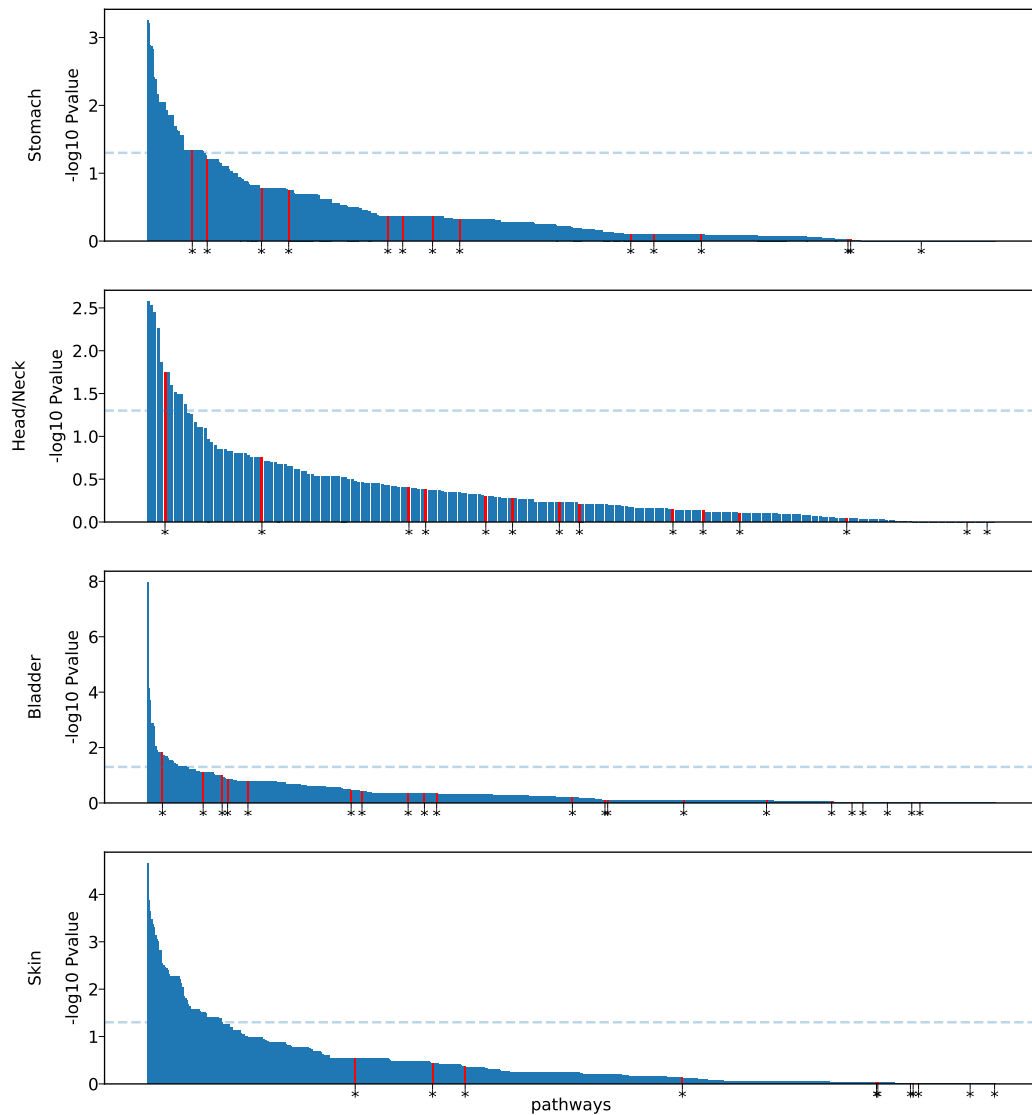 Stomach
-log10 Pvalue
3
2
1
0
* * * * * * * * * * * * * *
Head/Neck
-log10 Pvalue
2.5
2.0
1.5
1.0
0.5
0.0
* * * * * * * * * * * * * *
Bladder
-log10 Pvalue
8
6
4
2
0
* * * * * * * * * * * * * * * * * * * * *
Skin
-log10 Pvalue
4
3
2
1
0
* * * * * * * * * * *
pathways